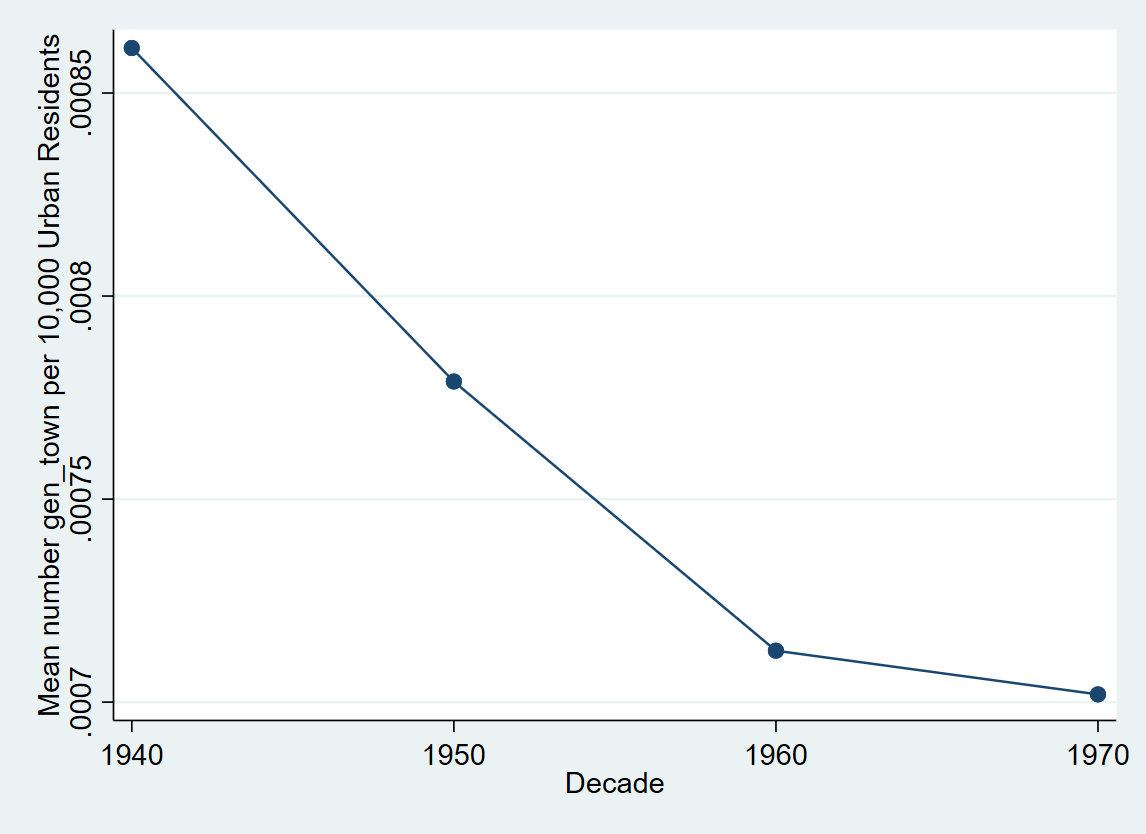 Mean number gen_town per 10,000 Urban Residents
.00085
.0008
.00075
.0007
1940 1950 1960 1970
Decade